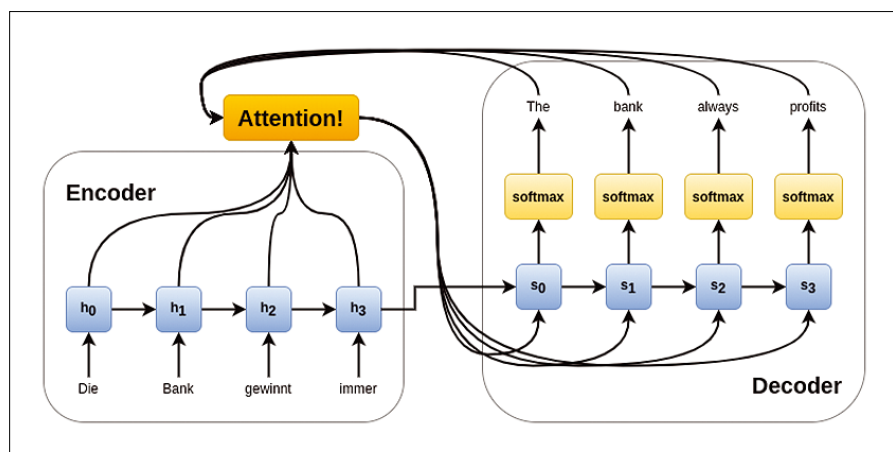 The bank always profits
Attention!
Encoder
softmax softmax softmax softmax
h0 h1 h2 h3
s0 s1 s2 s3
Die Bank gewinnt immer
Decoder